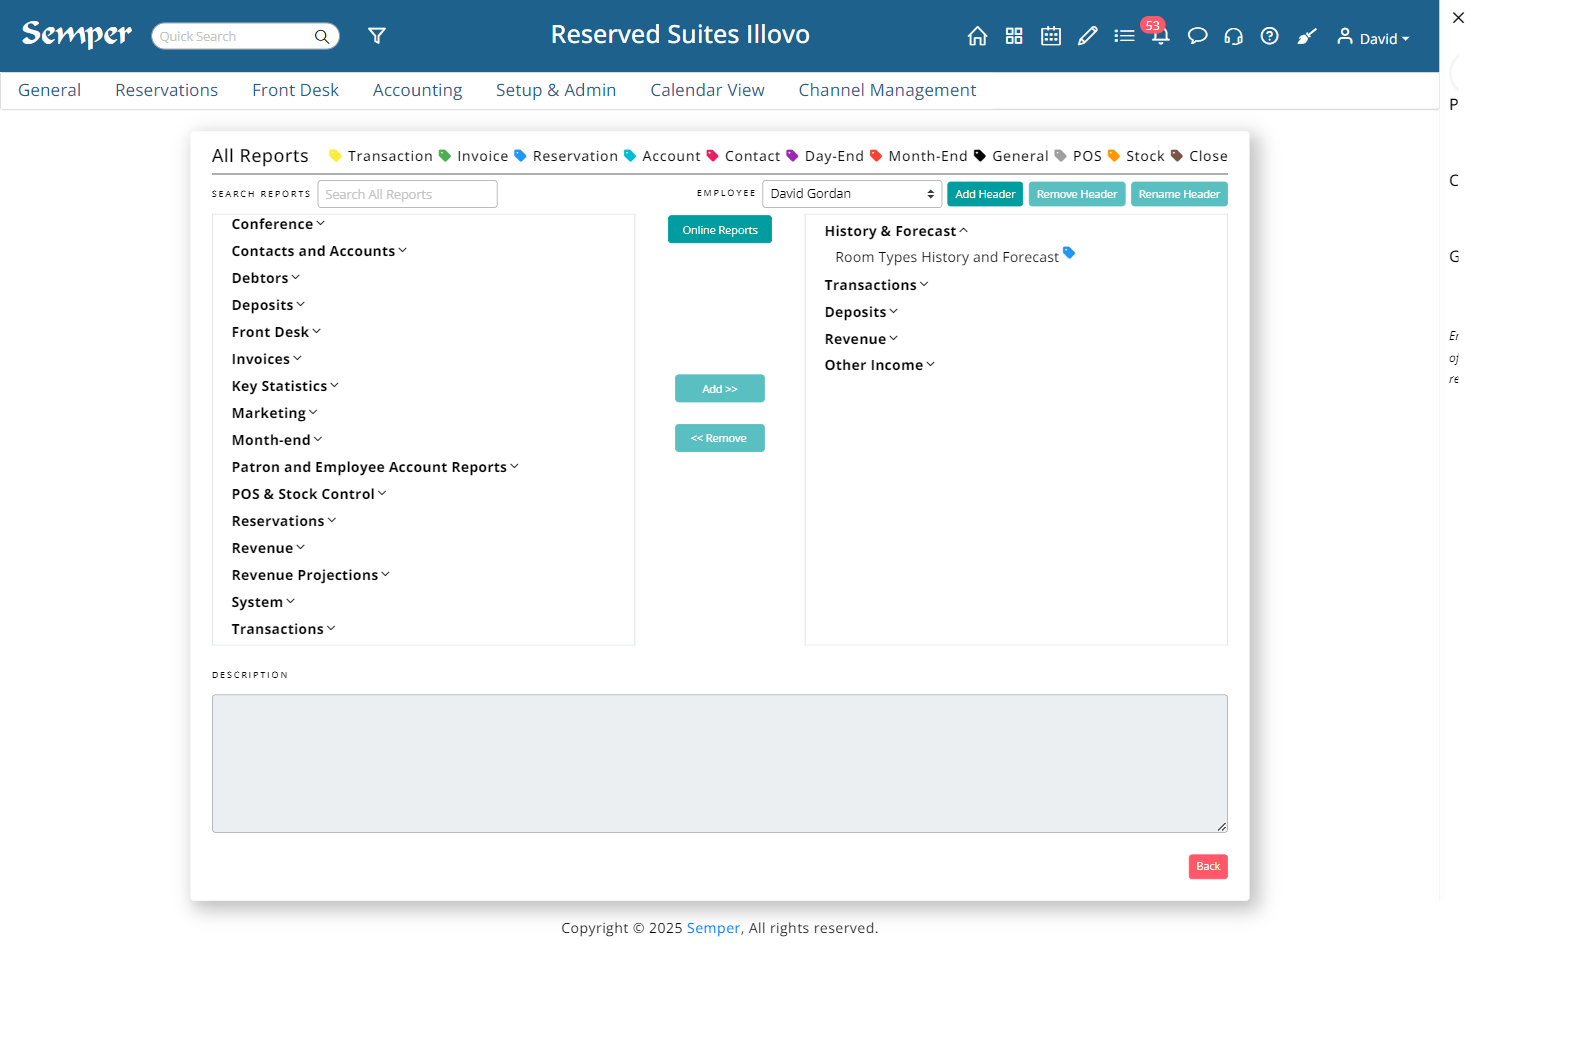 Semper
Quick Search
Reserved Suites Illovo
53
David
General Reservations Front Desk Accounting Setup & Admin Calendar View Channel Management
All Reports Transaction Invoice Reservation Account Contact Day-End Month-End General POS Stock Close
SEARCH REPORTS Search All Reports EMPLOYEE David Gordan Add Header Remove Header Rename Header
Conference
Contacts and Accounts
Debtors
Deposits
Front Desk
Invoices
Key Statistics
Marketing
Month-end
Patron and Employee Account Reports
POS & Stock Control
Reservations
Revenue
Revenue Projections
System
Transactions
Online Reports
Add >>
<< Remove
History & Forecast
Room Types History and Forecast
Transactions
Deposits
Revenue
Other Income
DESCRIPTION
Back
Copyright © 2025 Semper, All rights reserved.
P
C
G
of
re